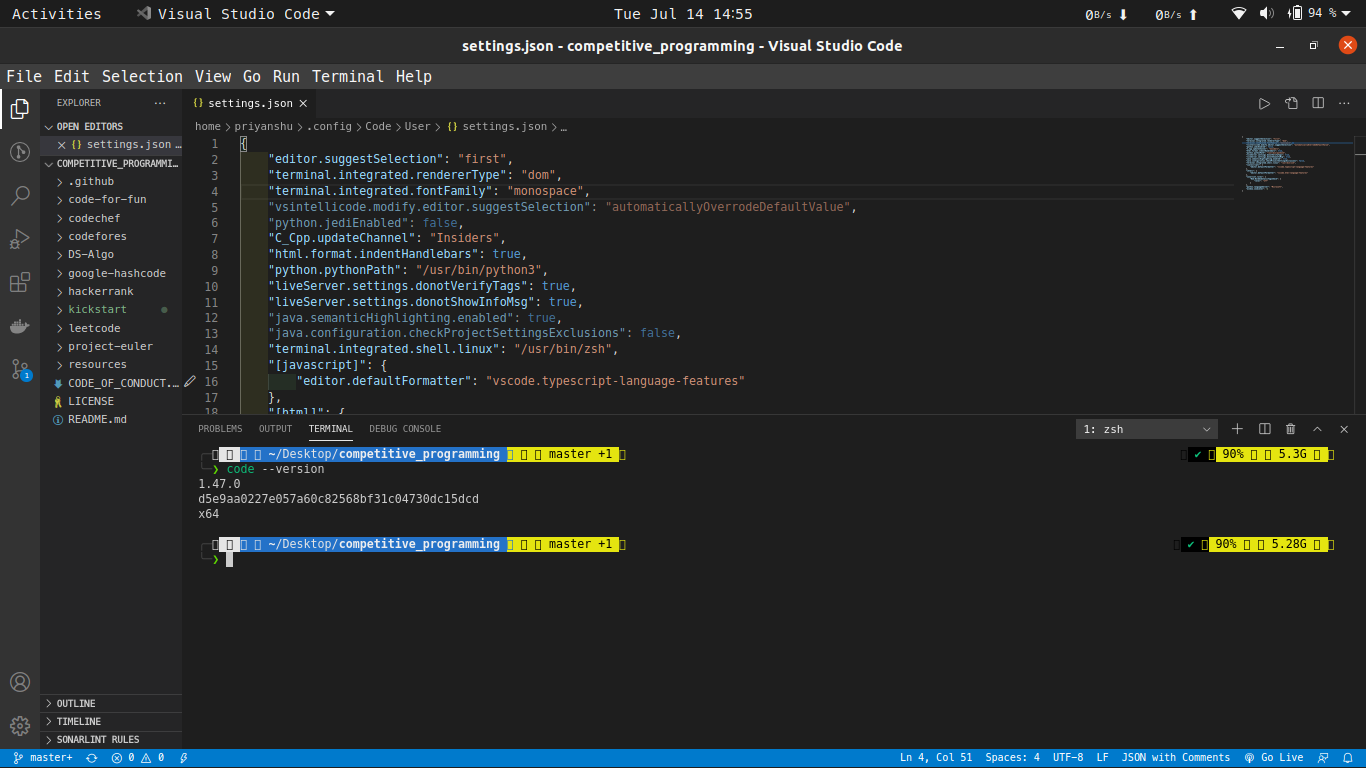 Activities Visual Studio Code Tue Jul 14 14:55 0B/s 0B/s 94 %
settings.json - competitive_programming - Visual Studio Code
File Edit Selection View Go Run Terminal Help
EXPLORER
OPEN EDITORS
settings.json ...
COMPETITIVE_PROGRAMMI...
.github
code-for-fun
codechef
codefores
DS-Algo
google-hashcode
hackerrank
kickstart
leetcode
project-euler
resources
CODE_OF_CONDUCT....
LICENSE
README.md
1
OUTLINE
TIMELINE
SONARLINT RULES
{} settings.json
home > priyanshu > .config > Code > User > {} settings.json > ...
1 {
2 "editor.suggestSelection": "first",
3 "terminal.integrated.rendererType": "dom",
4 "terminal.integrated.fontFamily": "monospace",
5 "vsintellicode.modify.editor.suggestSelection": "automaticallyOverrodeDefaultValue",
6 "python.jediEnabled": false,
7 "C_Cpp.updateChannel": "Insiders",
8 "html.format.indentHandlebars": true,
9 "python.pythonPath": "/usr/bin/python3",
10 "liveServer.settings.donotVerifyTags": true,
11 "liveServer.settings.donotShowInfoMsg": true,
12 "java.semanticHighlighting.enabled": true,
13 "java.configuration.checkProjectSettingsExclusions": false,
14 "terminal.integrated.shell.linux": "/usr/bin/zsh",
15 "[javascript]": {
16 "editor.defaultFormatter": "vscode.typescript-language-features"
17 },
18 "[html]": {
PROBLEMS OUTPUT TERMINAL DEBUG CONSOLE 1: zsh
~/Desktop/competitive_programming master +1 ✔ 90% 5.3G
❯ code --version
1.47.0
d5e9aa0227e057a60c82568bf31c04730dc15dcd
x64
~/Desktop/competitive_programming master +1 ✔ 90% 5.28G
❯
master+ 0 0 Ln 4, Col 51 Spaces: 4 UTF-8 LF JSON with Comments Go Live